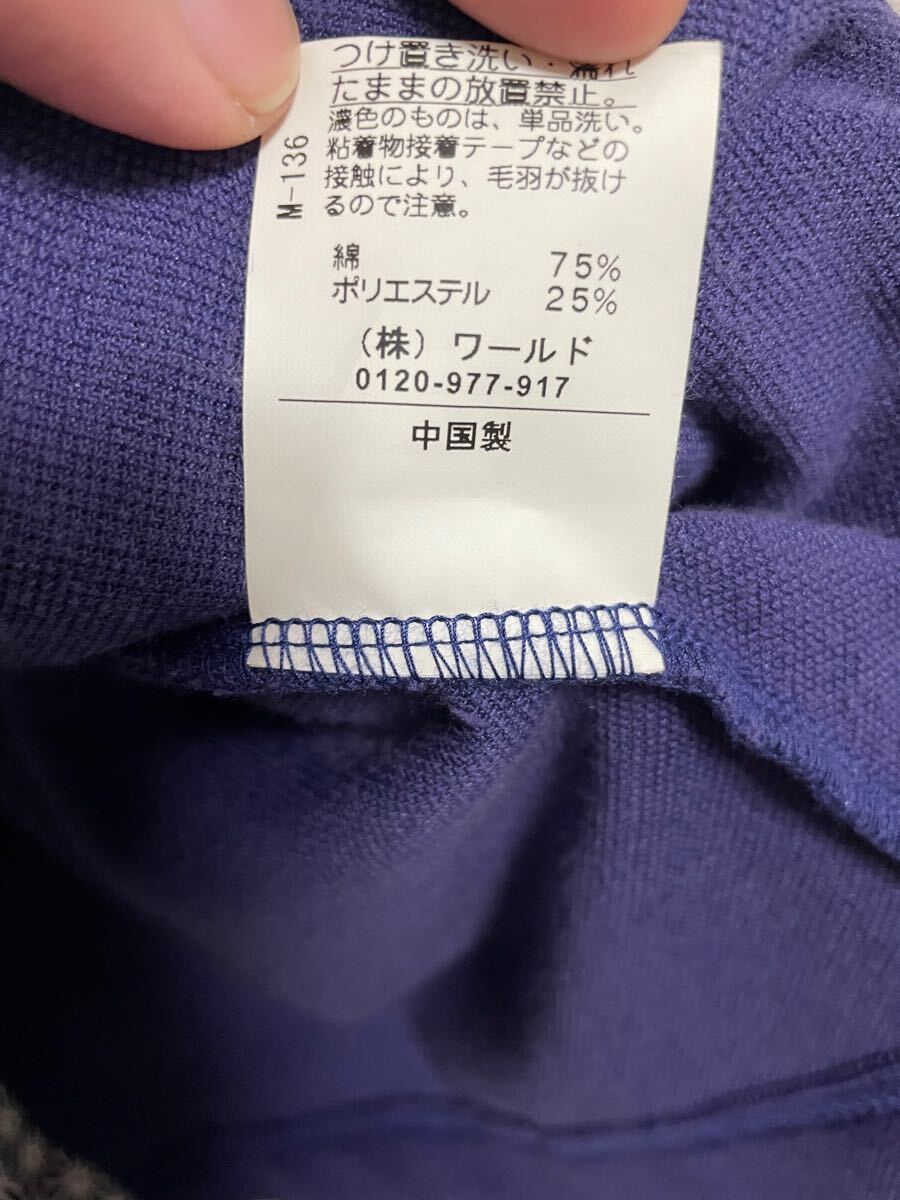 つけ置き洗い・濡れ
たままの放置禁止。
濃色のものは、単品洗い。
粘着物接着テープなどの
接触により、毛羽が抜け
るので注意。
M-136
綿 75%
ポリエステル 25%
（株）ワールド
0120-977-917
中国製